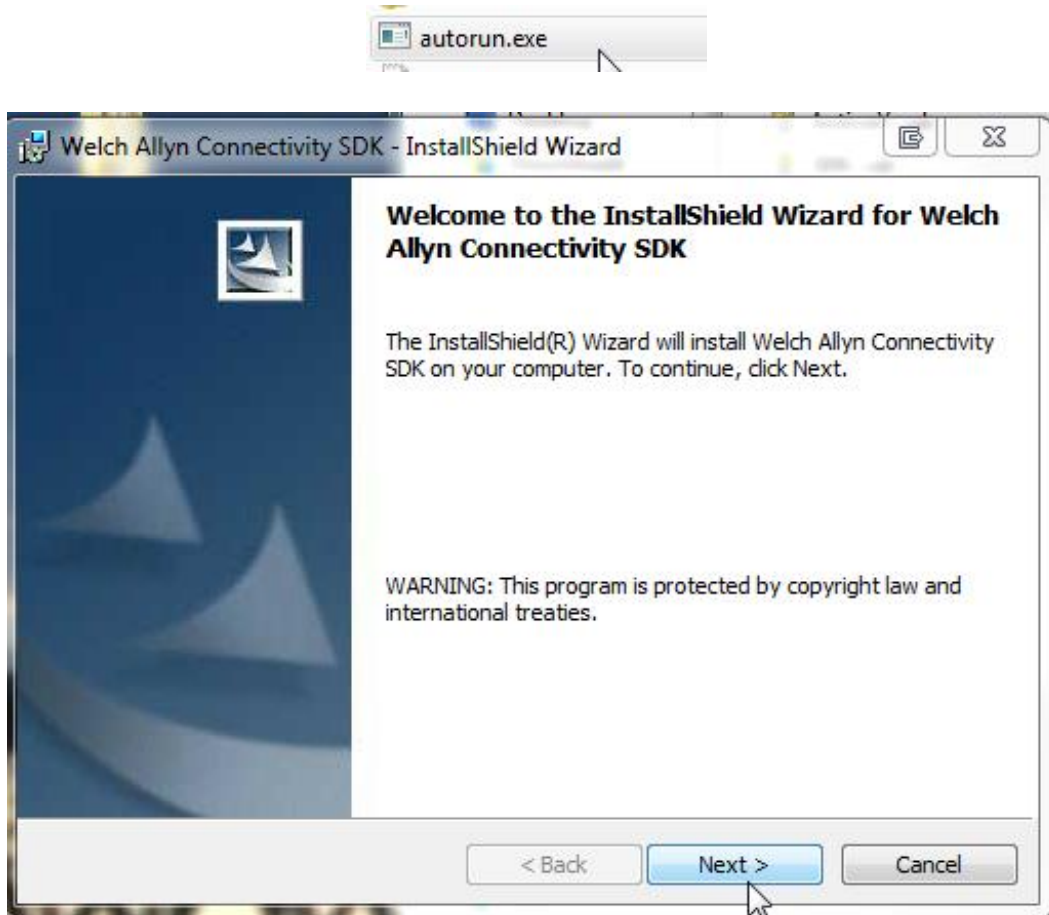 autorun.exe
Welch Allyn Connectivity SDK - InstallShield Wizard
Welcome to the InstallShield Wizard for Welch
Allyn Connectivity SDK
The InstallShield(R) Wizard will install Welch Allyn Connectivity
SDK on your computer. To continue, click Next.
WARNING: This program is protected by copyright law and
international treaties.
< Back
Next >
Cancel